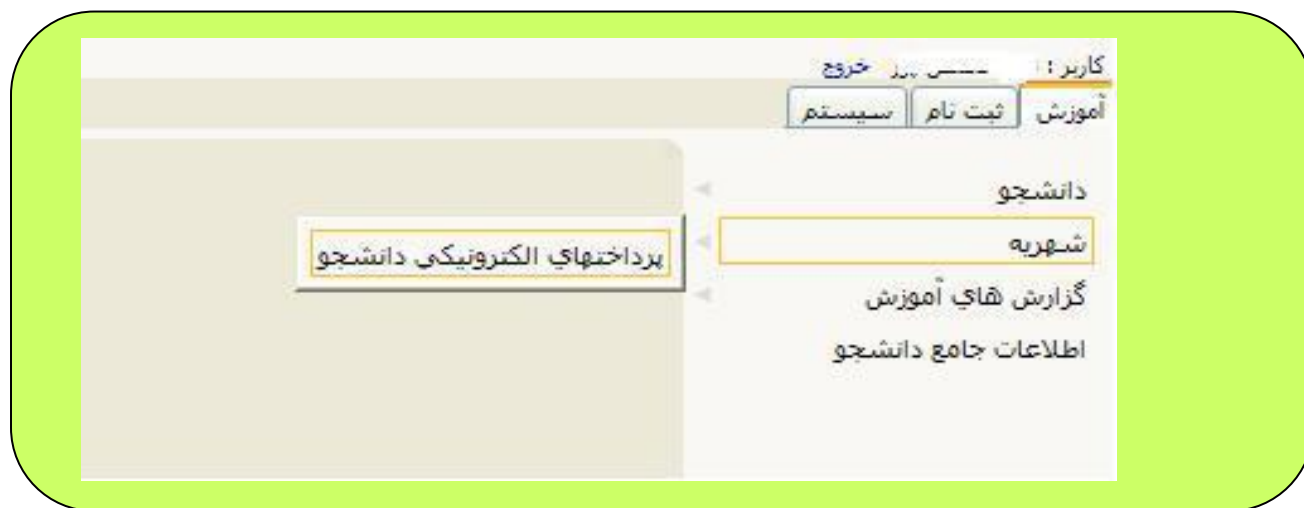 کاربر : خروج
آموزش ثبت نام سیستم
دانشجو
شهریه
پرداختهاي الکترونیکی دانشجو
گزارش هاي آموزش
اطلاعات جامع دانشجو